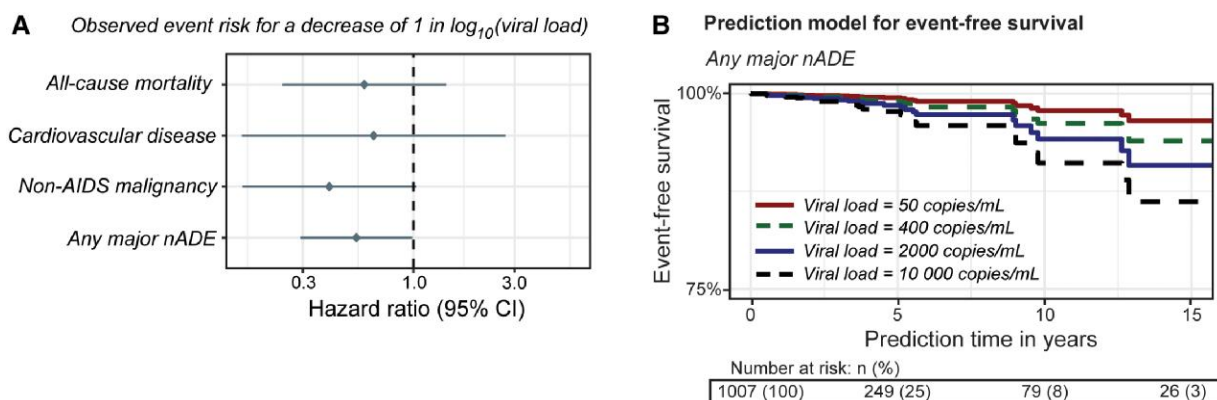 A
Observed event risk for a decrease of 1 in log10(viral load)
All-cause mortality
Cardiovascular disease
Non-AIDS malignancy
Any major nADE
0.3 1.0 3.0
Hazard ratio (95% CI)
B
Prediction model for event-free survival
Any major nADE
Event-free survival
100%
75%
Viral load = 50 copies/mL
Viral load = 400 copies/mL
Viral load = 2000 copies/mL
Viral load = 10 000 copies/mL
0 5 10 15
Prediction time in years
Number at risk: n (%)
1007 (100) 249 (25) 79 (8) 26 (3)